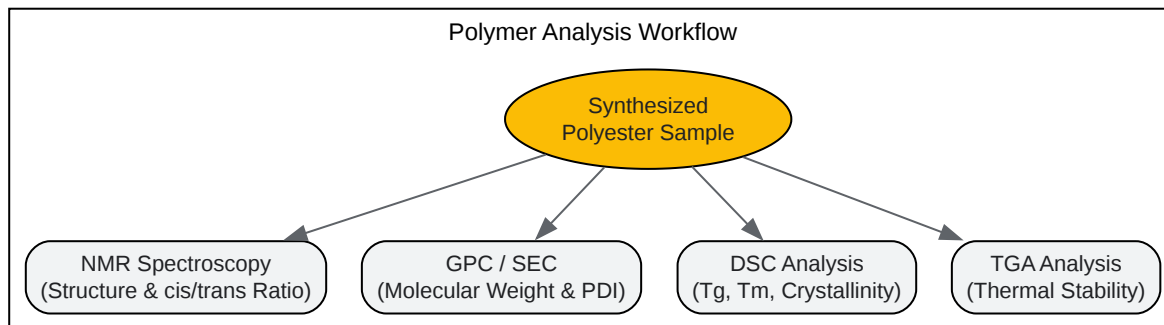 Polymer Analysis Workflow
Synthesized
Polyester Sample
NMR Spectroscopy
(Structure & cis/trans Ratio)
GPC / SEC
(Molecular Weight & PDI)
DSC Analysis
(Tg, Tm, Crystallinity)
TGA Analysis
(Thermal Stability)